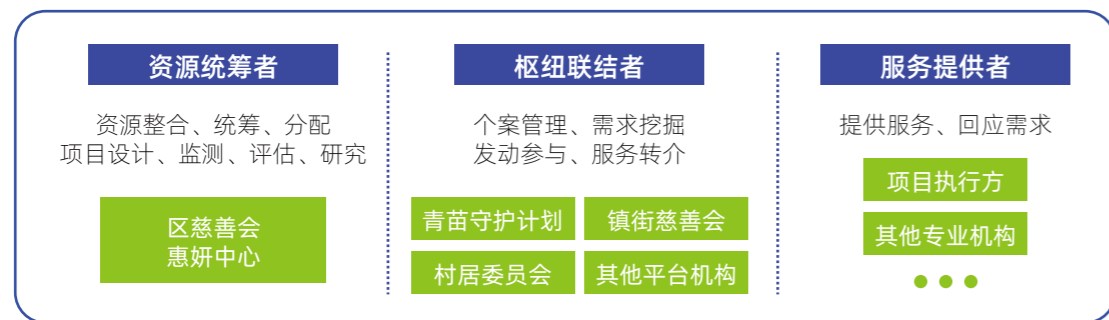 资源统筹者
资源整合、统筹、分配
项目设计、监测、评估、研究
区慈善会
惠妍中心
枢纽联结者
个案管理、需求挖掘
发动参与、服务转介
青苗守护计划
镇街慈善会
村居委员会
其他平台机构
服务提供者
提供服务、回应需求
项目执行方
其他专业机构